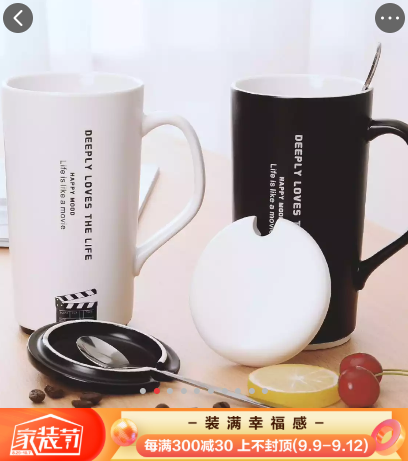 DEEPLY LOVES THE LIFE
HAPPY MOOD
Life is like a movie
DEEPLY LOVES THE
HAPPY MOOD
Life is like a movie
家装节
装满幸福感
每满300减30 上不封顶(9.9-9.12)